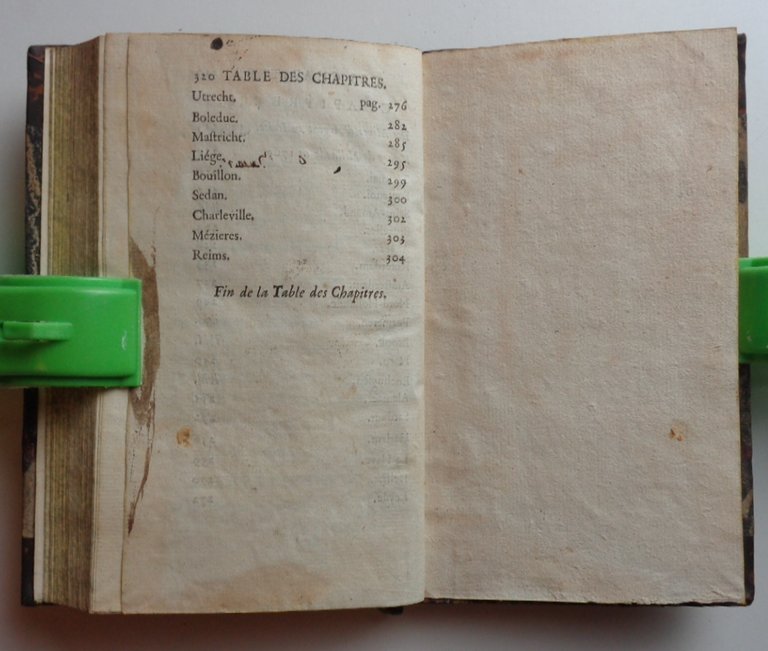 320 TABLE DES CHAPITRES.
Utrecht. pag. 276
Boleduc. 282
Maſtricht. 285
Liége. 295
Bouillon. 299
Sedan. 300
Charleville. 302
Mézieres. 303
Reims. 304
Fin de la Table des Chapitres.